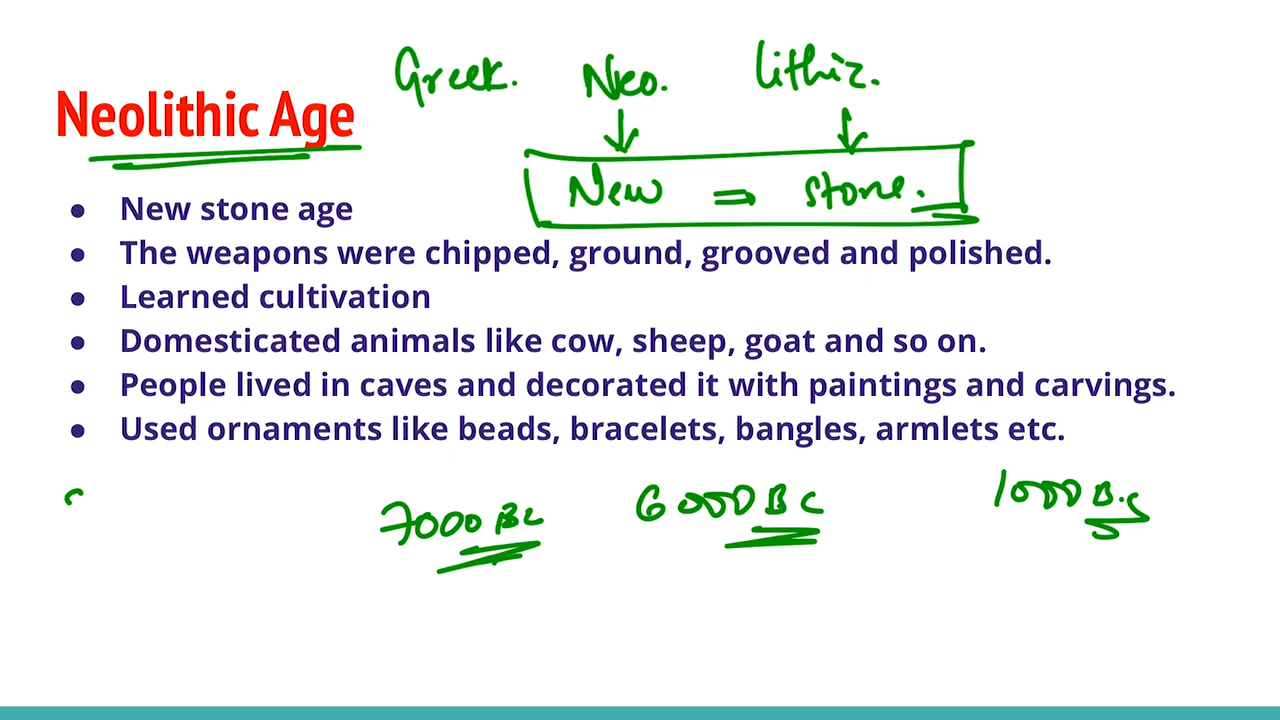 Greek. Neo. lithic.
Neolithic Age
New = stone.
● New stone age
● The weapons were chipped, ground, grooved and polished.
● Learned cultivation
● Domesticated animals like cow, sheep, goat and so on.
● People lived in caves and decorated it with paintings and carvings.
● Used ornaments like beads, bracelets, bangles, armlets etc.
7000 BC 6000 BC 1000 B.C